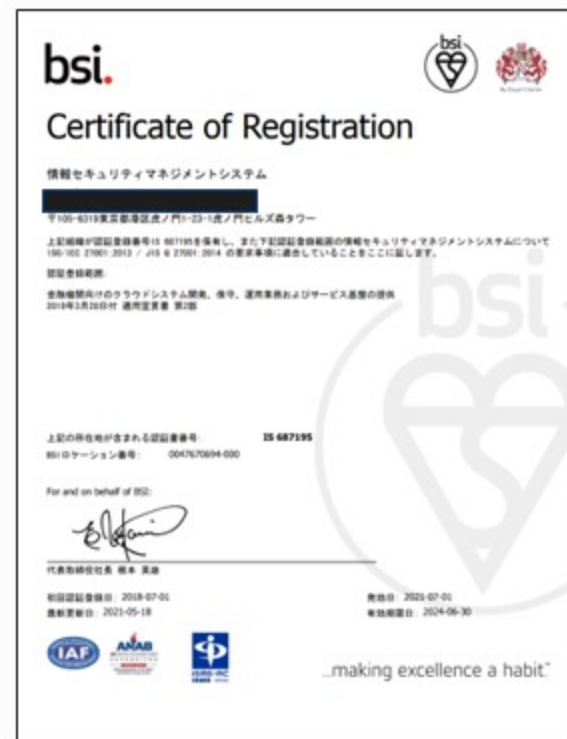 bsi.
bsi
By Royal Charter
Certificate of Registration
情報セキュリティマネジメントシステム
〒105-6319東京都港区虎ノ門1-23-1虎ノ門ヒルズ森タワー
上記組織が認証登録番号IS 687195を保有し、また下記認証登録範囲の情報セキュリティマネジメントシステムについて
ISO/IEC 27001:2013 / JIS Q 27001:2014 の要求事項に適合していることをここに証します。
認証登録範囲:
金融機関向けのクラウドシステム開発、保守、運用業務およびサービス基盤の提供
2019年3月28日付 適用宣言書 第2版
bsi
上記の所在地が含まれる認証書番号: IS 687195
BSIロケーション番号: 0047670694-000
For and on behalf of BSI:
代表取締役社長 根本 英雄
初回認証登録日: 2018-07-01 発効日: 2021-07-01
最新更新日: 2021-05-18 有効期限日: 2024-06-30
IAF
ANAB
ISMS-AC
...making excellence a habit.™